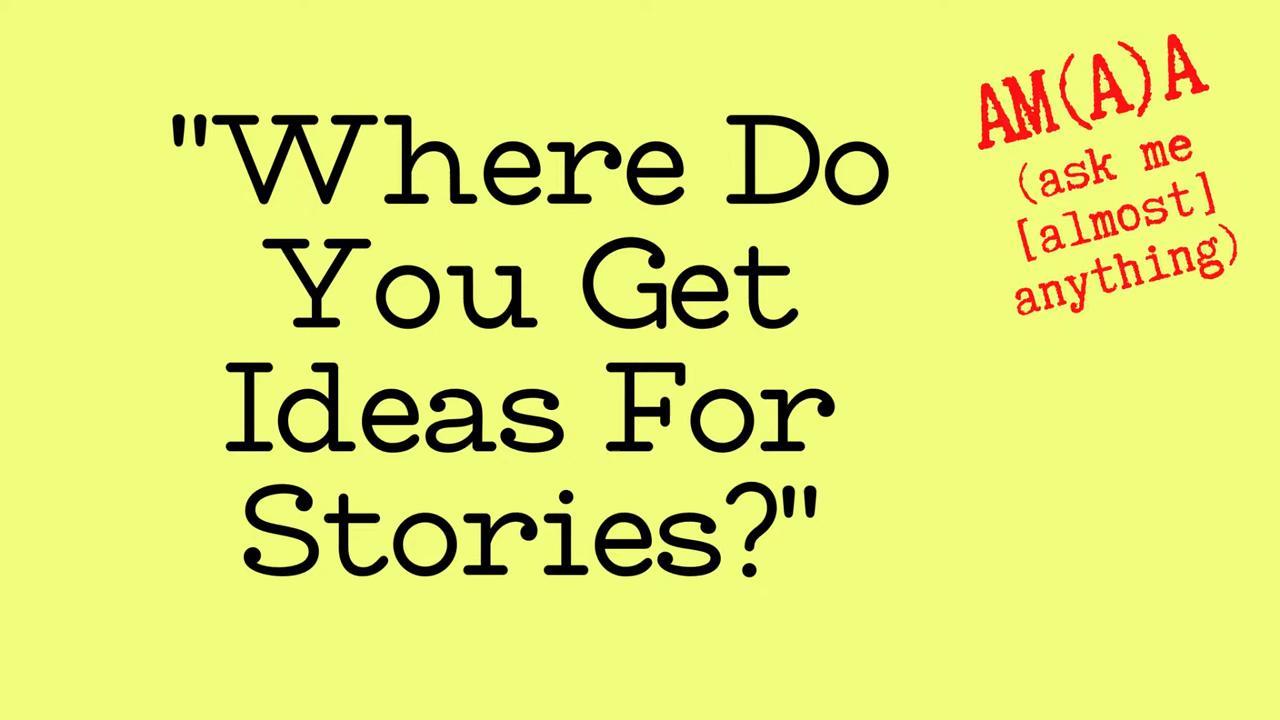 "Where Do
You Get
Ideas For
Stories?"
AM(A)A
(ask me
[almost]
anything)